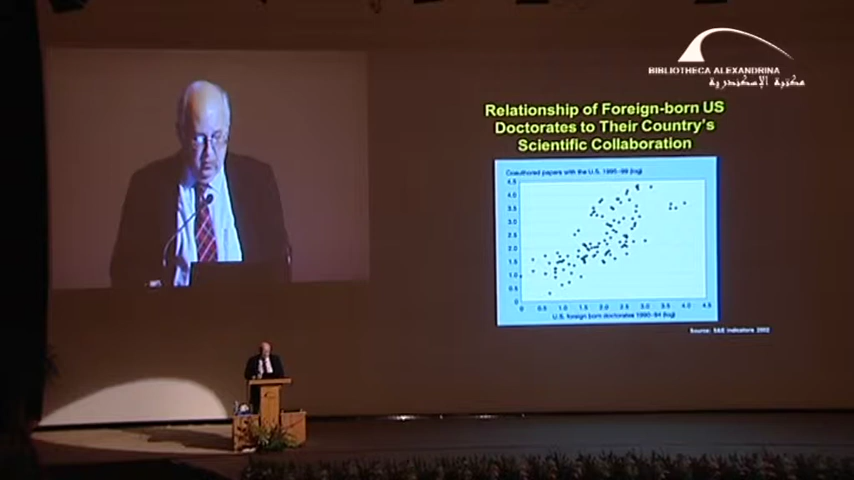 BIBLIOTHECA ALEXANDRINA
مكتبة الإسكندرية
Relationship of Foreign-born US
Doctorates to Their Country's
Scientific Collaboration
Coauthored papers with the U.S. 1995–99 (log)
4.5
4.0
3.5
3.0
2.5
2.0
1.5
1.0
0.5
0
0 0.5 1.0 1.5 2.0 2.5 3.0 3.5 4.0 4.5
U.S. foreign born doctorates 1990–94 (log)
Source: S&E Indicators 2002